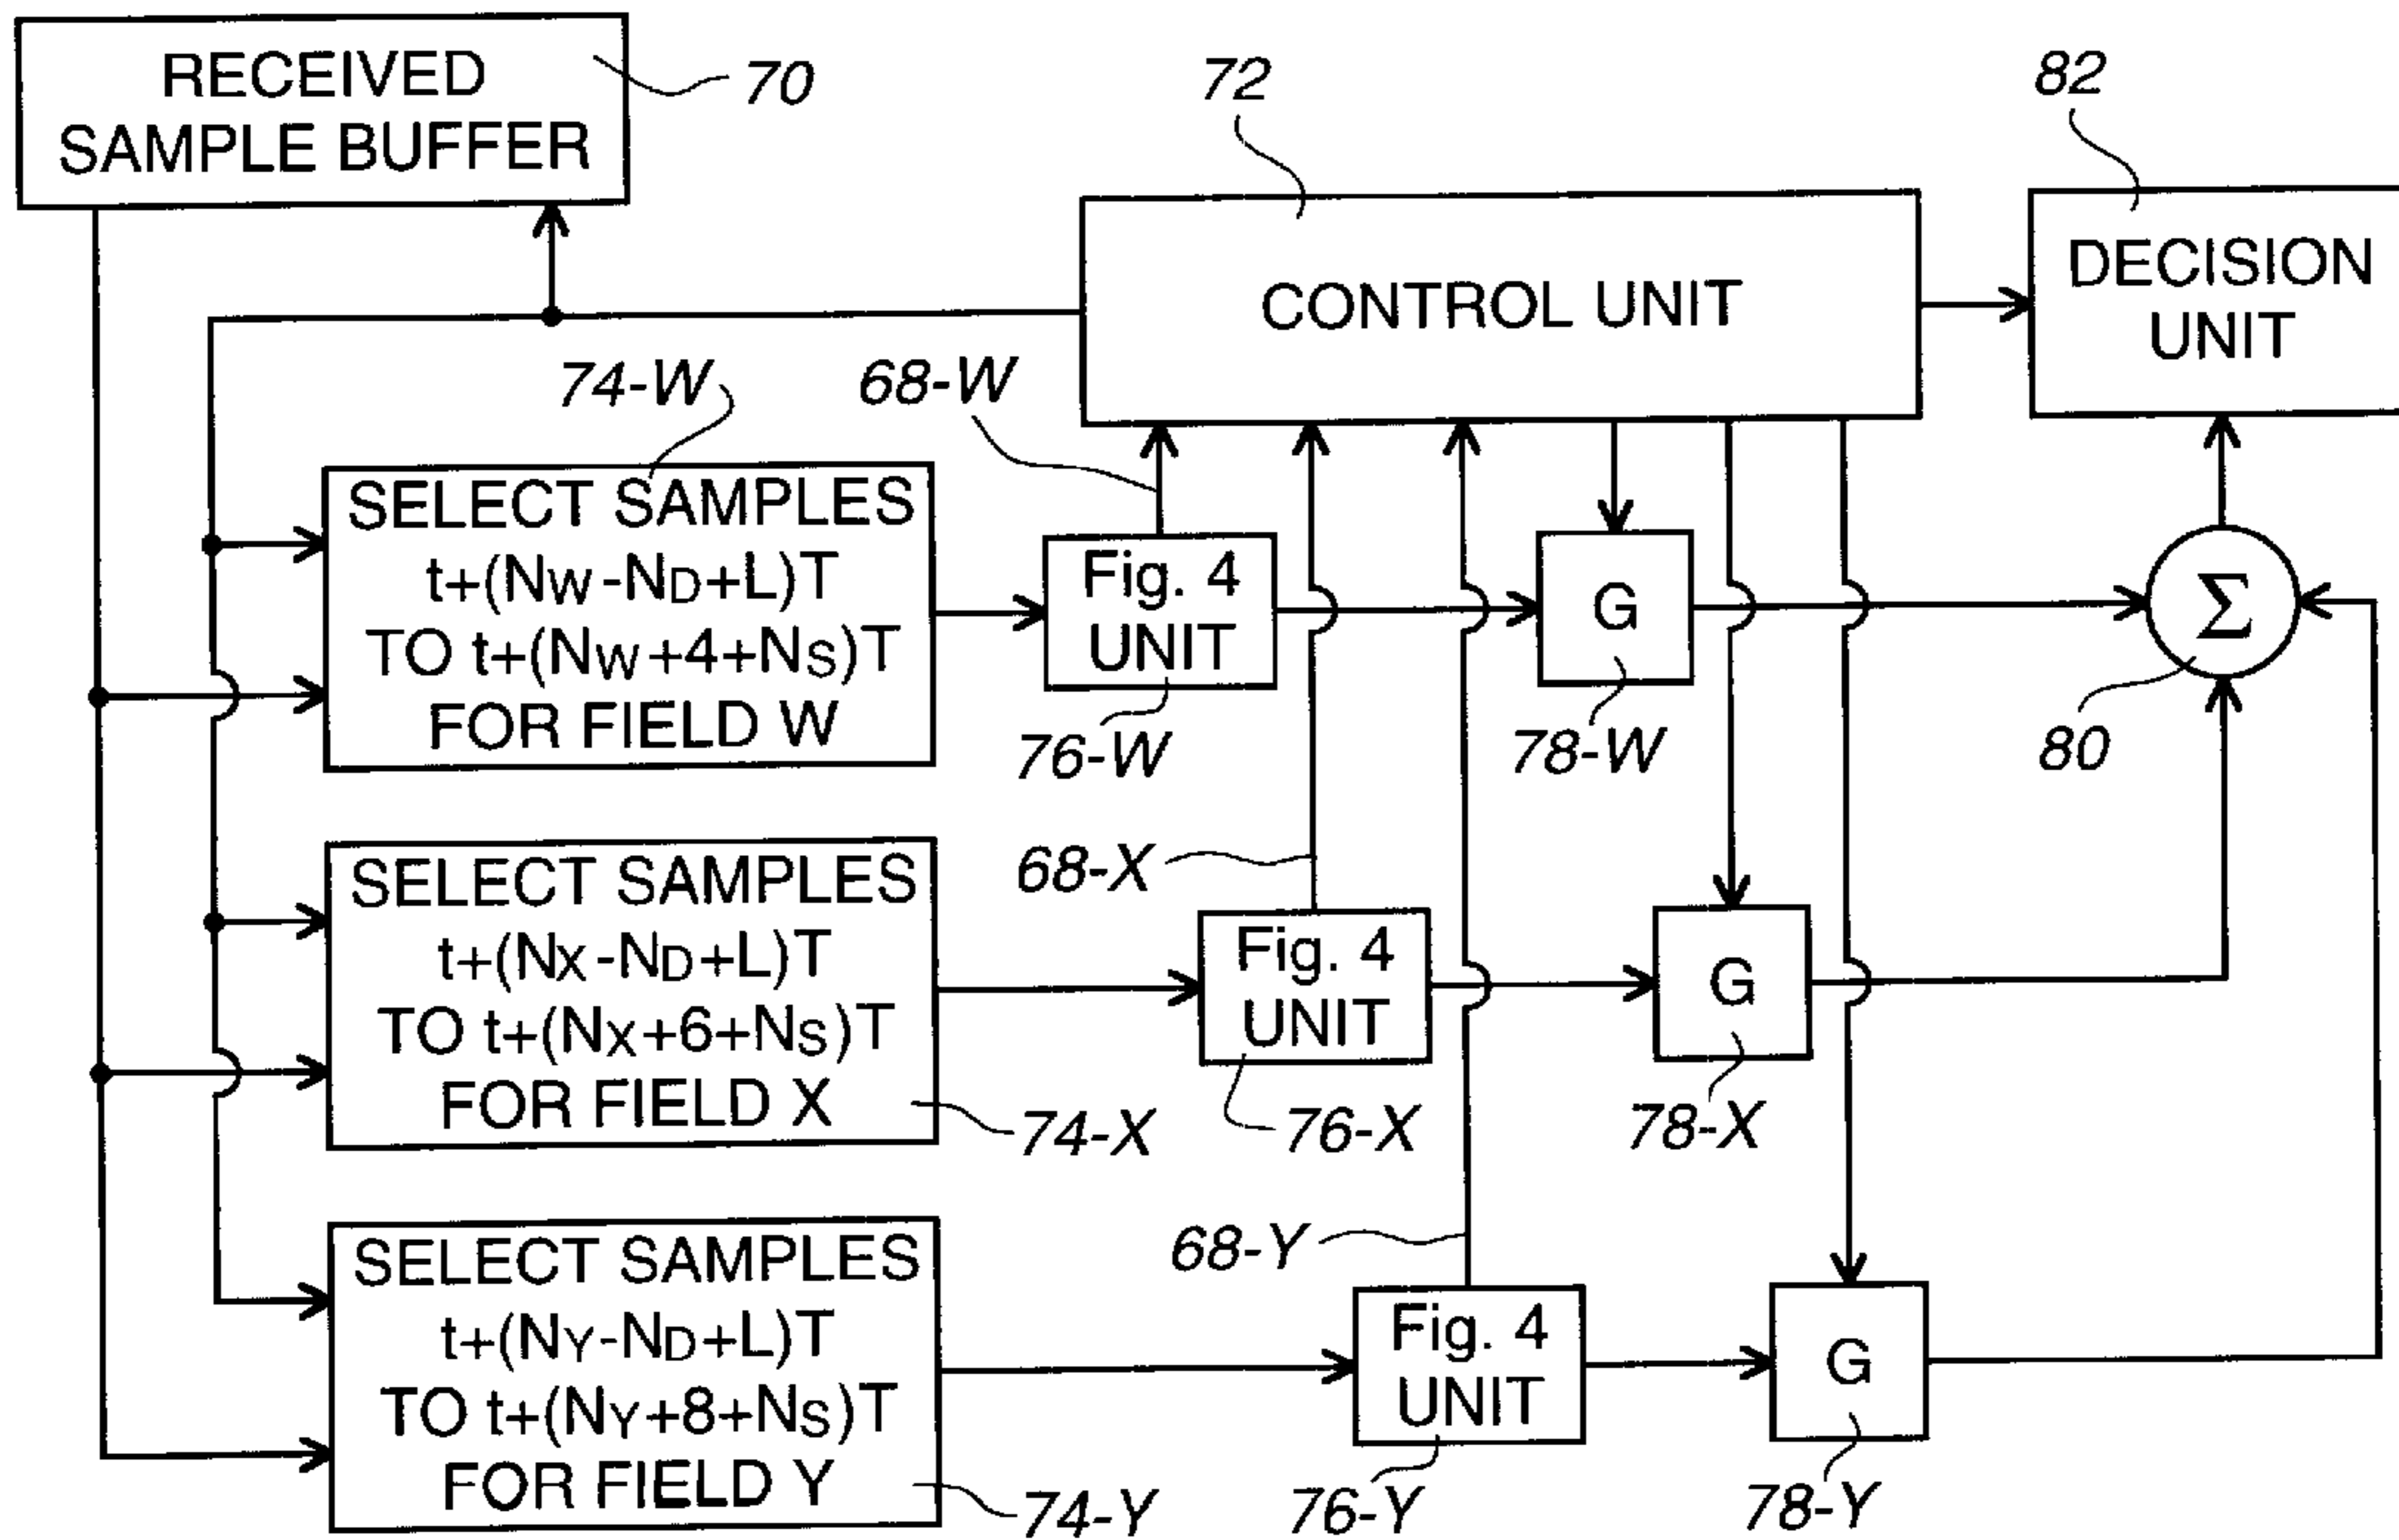 RECEIVED
SAMPLE BUFFER
70
72
82
CONTROL UNIT
DECISION
UNIT
74-W
68-W
SELECT SAMPLES
t+(NW-ND+L)T
TO t+(NW+4+NS)T
FOR FIELD W
Fig. 4
UNIT
76-W
G
78-W
Σ
80
68-X
SELECT SAMPLES
t+(NX-ND+L)T
TO t+(NX+6+NS)T
FOR FIELD X
74-X
Fig. 4
UNIT
76-X
G
78-X
68-Y
SELECT SAMPLES
t+(NY-ND+L)T
TO t+(NY+8+NS)T
FOR FIELD Y
74-Y
Fig. 4
UNIT
76-Y
G
78-Y